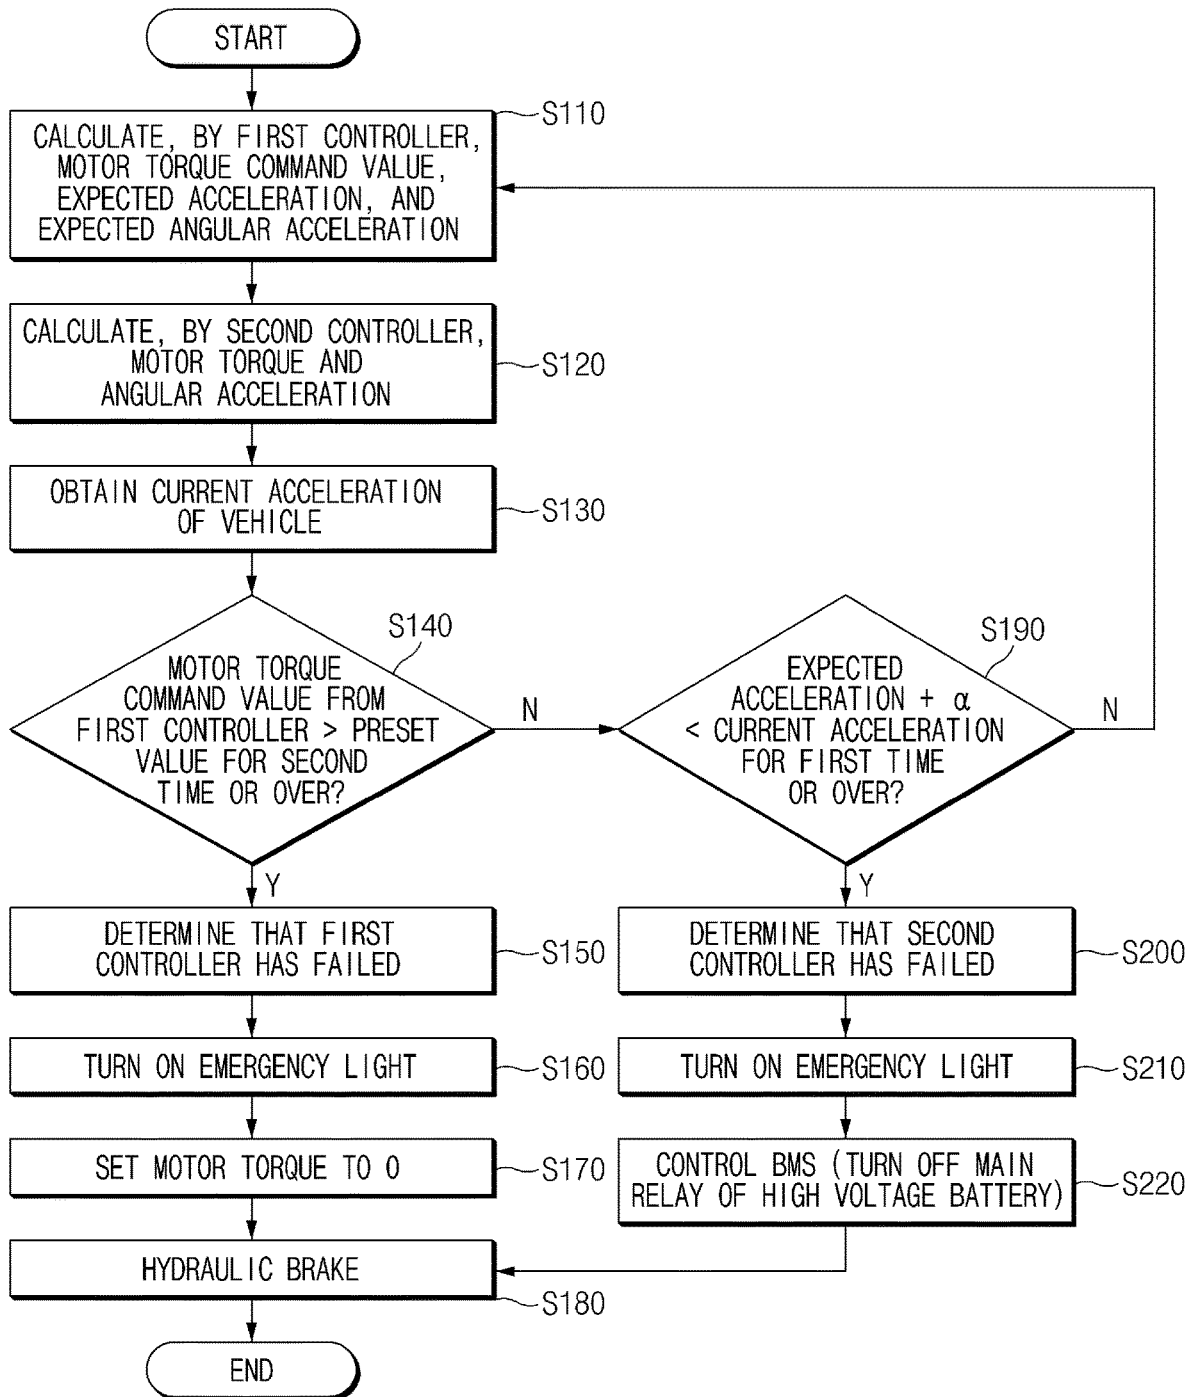 START
S110
CALCULATE, BY FIRST CONTROLLER,
MOTOR TORQUE COMMAND VALUE,
EXPECTED ACCELERATION, AND
EXPECTED ANGULAR ACCELERATION
CALCULATE, BY SECOND CONTROLLER,
MOTOR TORQUE AND
ANGULAR ACCELERATION
S120
OBTAIN CURRENT ACCELERATION
OF VEHICLE
S130
S140
MOTOR TORQUE
COMMAND VALUE FROM
FIRST CONTROLLER > PRESET
VALUE FOR SECOND
TIME OR OVER?
N
S190
EXPECTED
ACCELERATION + α
< CURRENT ACCELERATION
FOR FIRST TIME
OR OVER?
N
Y
DETERMINE THAT FIRST
CONTROLLER HAS FAILED
S150
Y
DETERMINE THAT SECOND
CONTROLLER HAS FAILED
S200
TURN ON EMERGENCY LIGHT
S160
TURN ON EMERGENCY LIGHT
S210
SET MOTOR TORQUE TO 0
S170
CONTROL BMS (TURN OFF MAIN
RELAY OF HIGH VOLTAGE BATTERY)
S220
HYDRAULIC BRAKE
S180
END